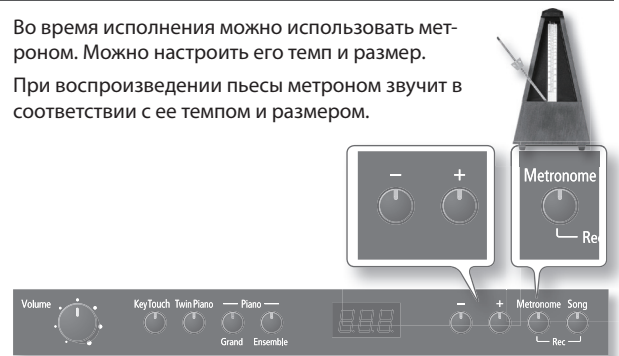 Во время исполнения можно использовать мет-
роном. Можно настроить его темп и размер.
При воспроизведении пьесы метроном звучит в
соответствии с ее темпом и размером.
– +
Metronome
Volume Key Touch Twin Piano Piano – + Metronome Song
Grand Ensemble Rec